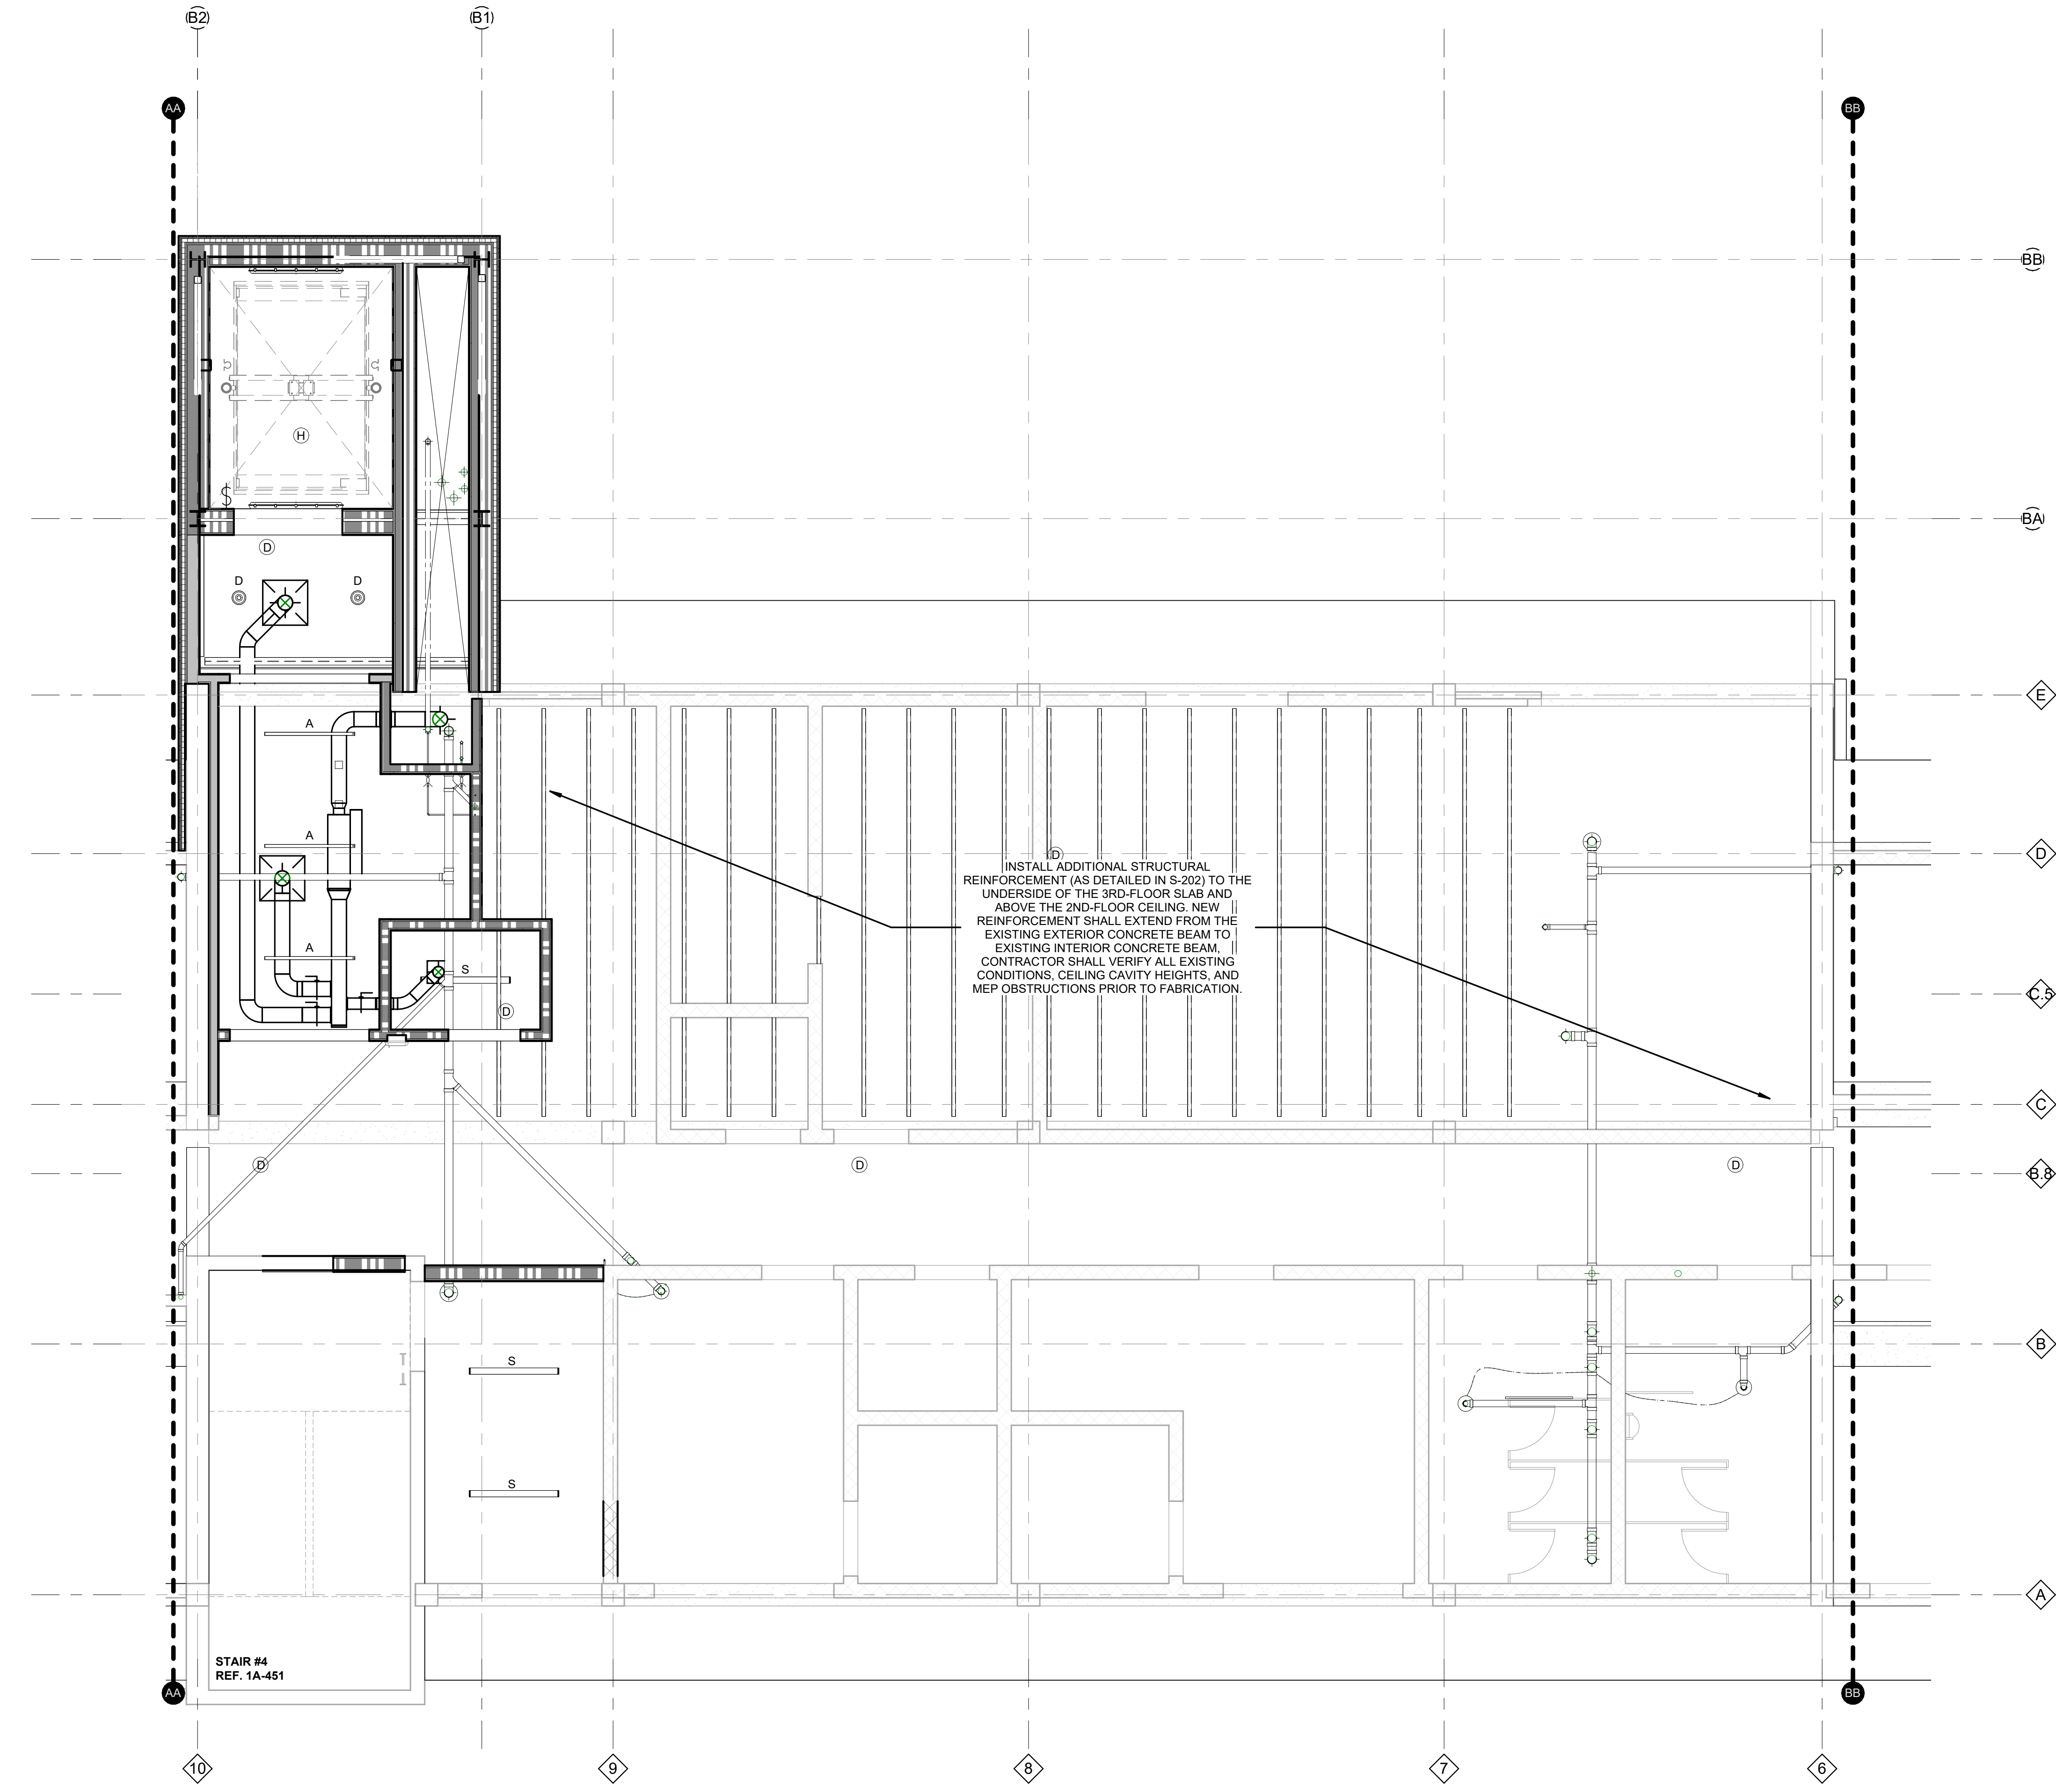 B2
B1
AA
BB
BB
H
$
BA
D
D
D
E
A
A
D
D
INSTALL ADDITIONAL STRUCTURAL
REINFORCEMENT (AS DETAILED IN S-202) TO THE
UNDERSIDE OF THE 3RD-FLOOR SLAB AND
ABOVE THE 2ND-FLOOR CEILING. NEW
REINFORCEMENT SHALL EXTEND FROM THE
EXISTING EXTERIOR CONCRETE BEAM TO
EXISTING INTERIOR CONCRETE BEAM,
CONTRACTOR SHALL VERIFY ALL EXISTING
CONDITIONS, CEILING CAVITY HEIGHTS, AND
MEP OBSTRUCTIONS PRIOR TO FABRICATION.
A
S
D
C.5
C
D
D
D
B.8
B
S
S
A
STAIR #4
REF. 1A-451
AA
BB
10
9
8
7
6